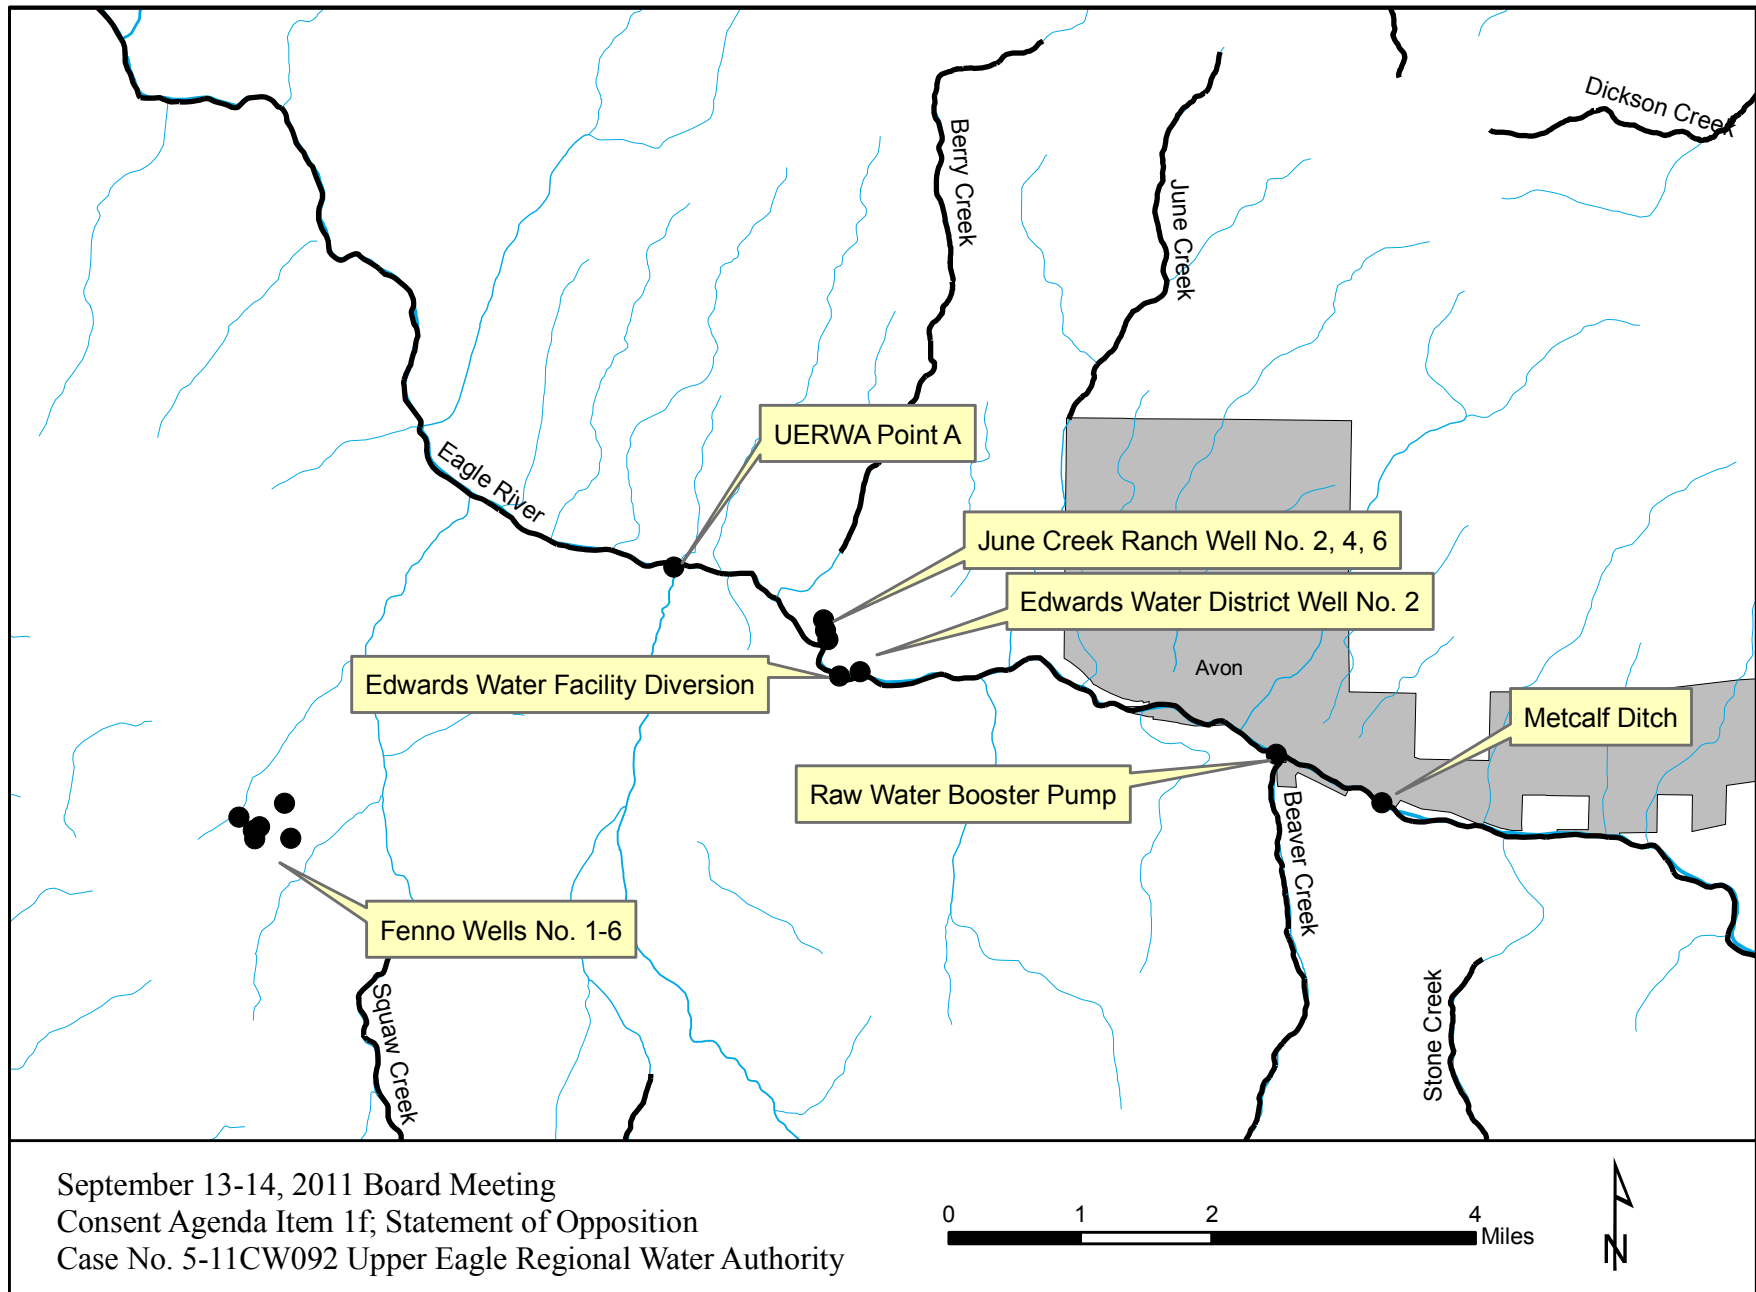 Dickson Creek
Berry Creek
June Creek
UERWA Point A
Eagle River
June Creek Ranch Well No. 2, 4, 6
Edwards Water District Well No. 2
Avon
Edwards Water Facility Diversion
Metcalf Ditch
Raw Water Booster Pump
Beaver Creek
Fenno Wells No. 1-6
Squaw Creek
Stone Creek
September 13-14, 2011 Board Meeting
Consent Agenda Item 1f; Statement of Opposition
Case No. 5-11CW092 Upper Eagle Regional Water Authority
0 1 2 4
Miles
N